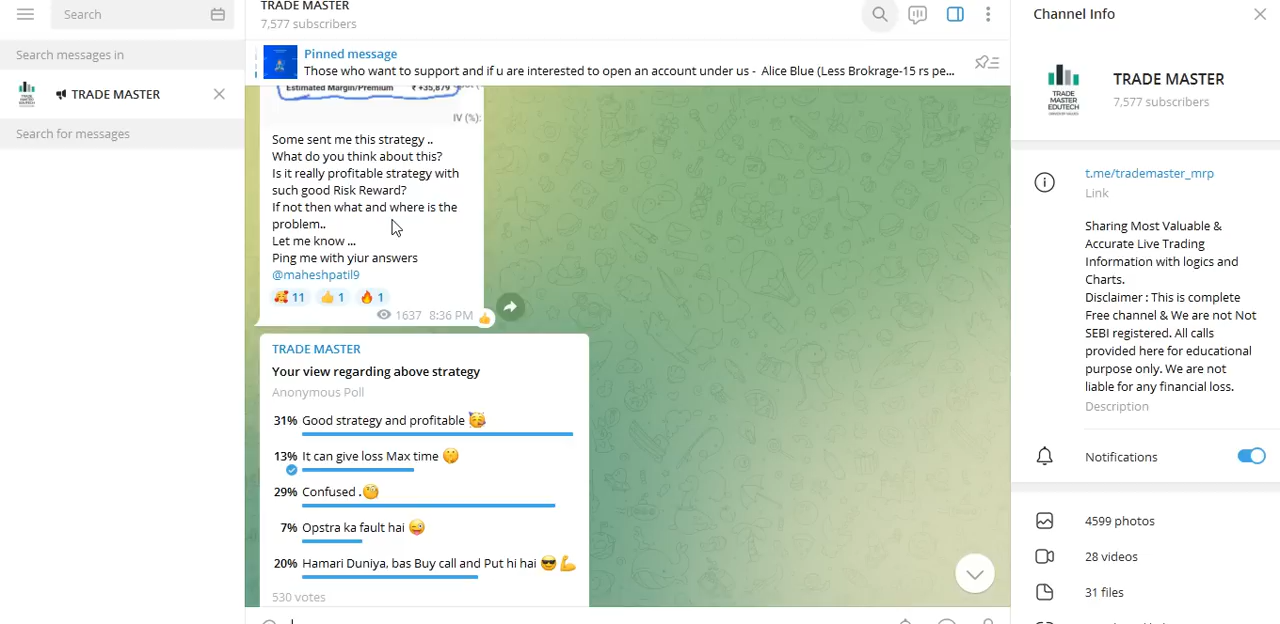 Search
Search messages in
TRADE MASTER
Search for messages
TRADE MASTER
7,577 subscribers
Pinned message
Those who want to support and if u are interested to open an account under us - Alice Blue (Less Brokrage-15 rs pe...
Estimated Margin/Premium ₹ +35,879
IV (%):
Some sent me this strategy ..
What do you think about this?
Is it really profitable strategy with
such good Risk Reward?
If not then what and where is the
problem..
Let me know ...
Ping me with yiur answers
@maheshpatil9
🥰 11 👍 1 🔥 1
1637 8:36 PM 👍
TRADE MASTER
Your view regarding above strategy
Anonymous Poll
31% Good strategy and profitable 🥳
13% It can give loss Max time 🤫
29% Confused .🧐
7% Opstra ka fault hai 😜
20% Hamari Duniya, bas Buy call and Put hi hai 😎 💪
530 votes
Channel Info
TRADE
MASTER
EDUTECH
TRADE MASTER
7,577 subscribers
t.me/trademaster_mrp
Link
Sharing Most Valuable &
Accurate Live Trading
Information with logics and
Charts.
Disclaimer : This is complete
Free channel & We are not Not
SEBI registered. All calls
provided here for educational
purpose only. We are not
liable for any financial loss.
Description
Notifications
4599 photos
28 videos
31 files